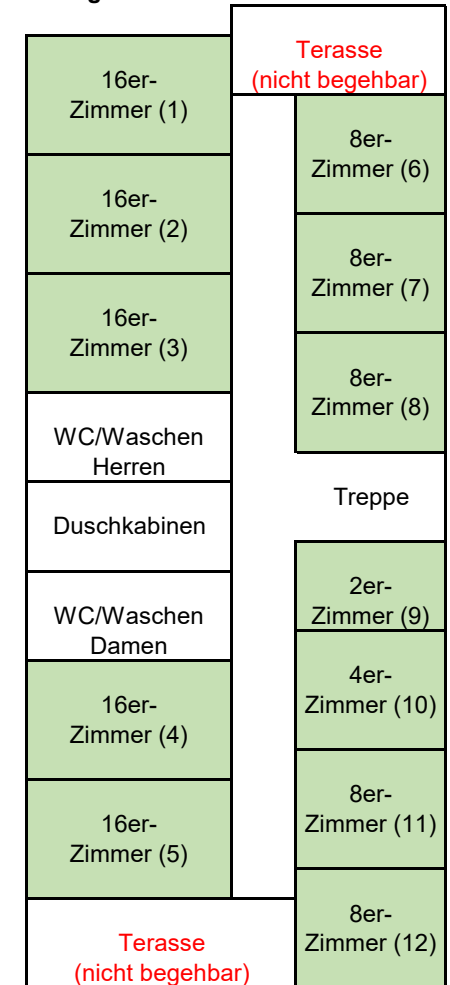 Terasse
(nicht begehbar)
16er-
Zimmer (1)
8er-
Zimmer (6)
16er-
Zimmer (2)
8er-
Zimmer (7)
16er-
Zimmer (3)
8er-
Zimmer (8)
WC/Waschen
Herren
Treppe
Duschkabinen
2er-
Zimmer (9)
WC/Waschen
Damen
4er-
Zimmer (10)
16er-
Zimmer (4)
8er-
Zimmer (11)
16er-
Zimmer (5)
8er-
Zimmer (12)
Terasse
(nicht begehbar)